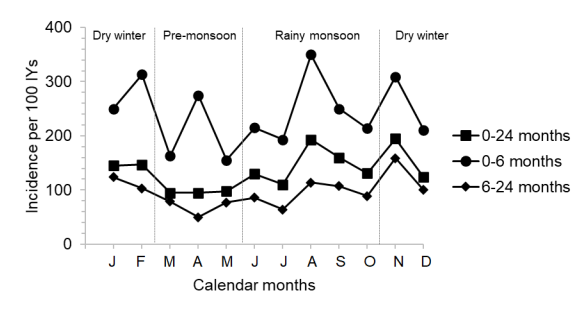 400
Dry winter Pre-monsoon Rainy monsoon Dry winter
300
200
100
0
Incidence per 100 IYs
J F M A M J J A S O N D
Calendar months
0-24 months
0-6 months
6-24 months